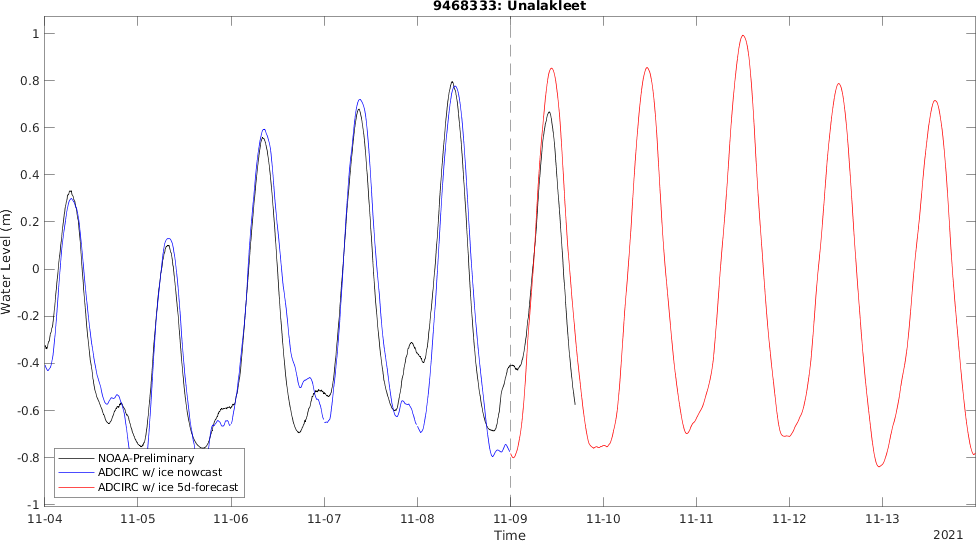 9468333: Unalakleet
1
0.8
0.6
0.4
0.2
0
-0.2
-0.4
-0.6
-0.8
-1
Water Level (m)
NOAA-Preliminary
ADCIRC w/ ice nowcast
ADCIRC w/ ice 5d-forecast
11-04 11-05 11-06 11-07 11-08 11-09 11-10 11-11 11-12 11-13
Time
2021